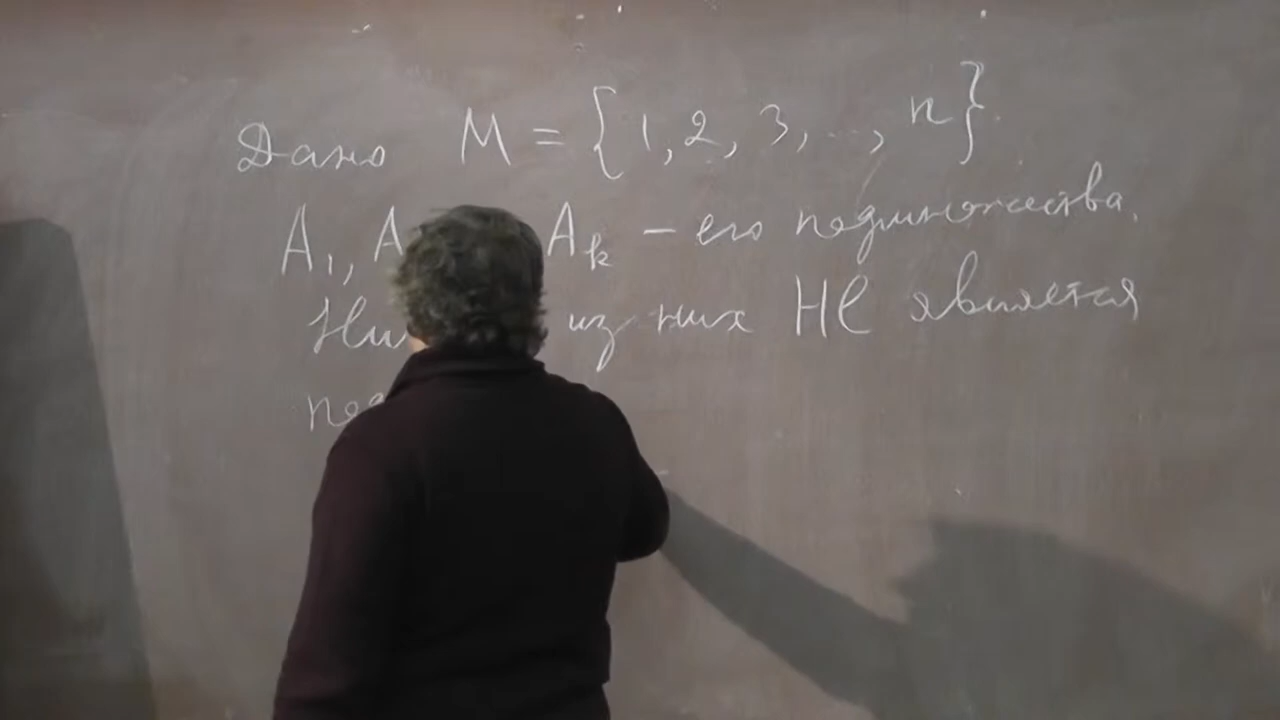 Дано M = {1, 2, 3, ..., n}
A₁, A Aₖ — его подмножества.
из них НЕ является